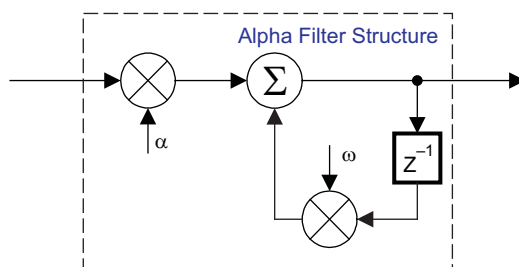 Alpha Filter Structure
Σ
α
ω
Z⁻¹